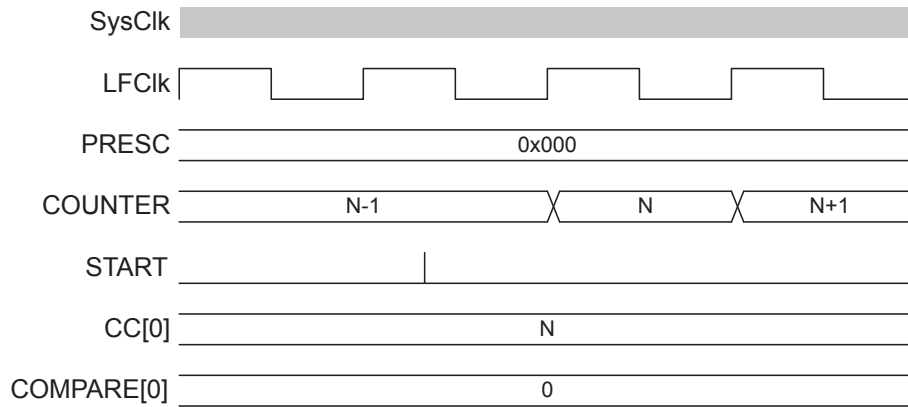 SysClk
LFClk
PRESC 0x000
COUNTER N-1 N N+1
START
CC[0] N
COMPARE[0] 0